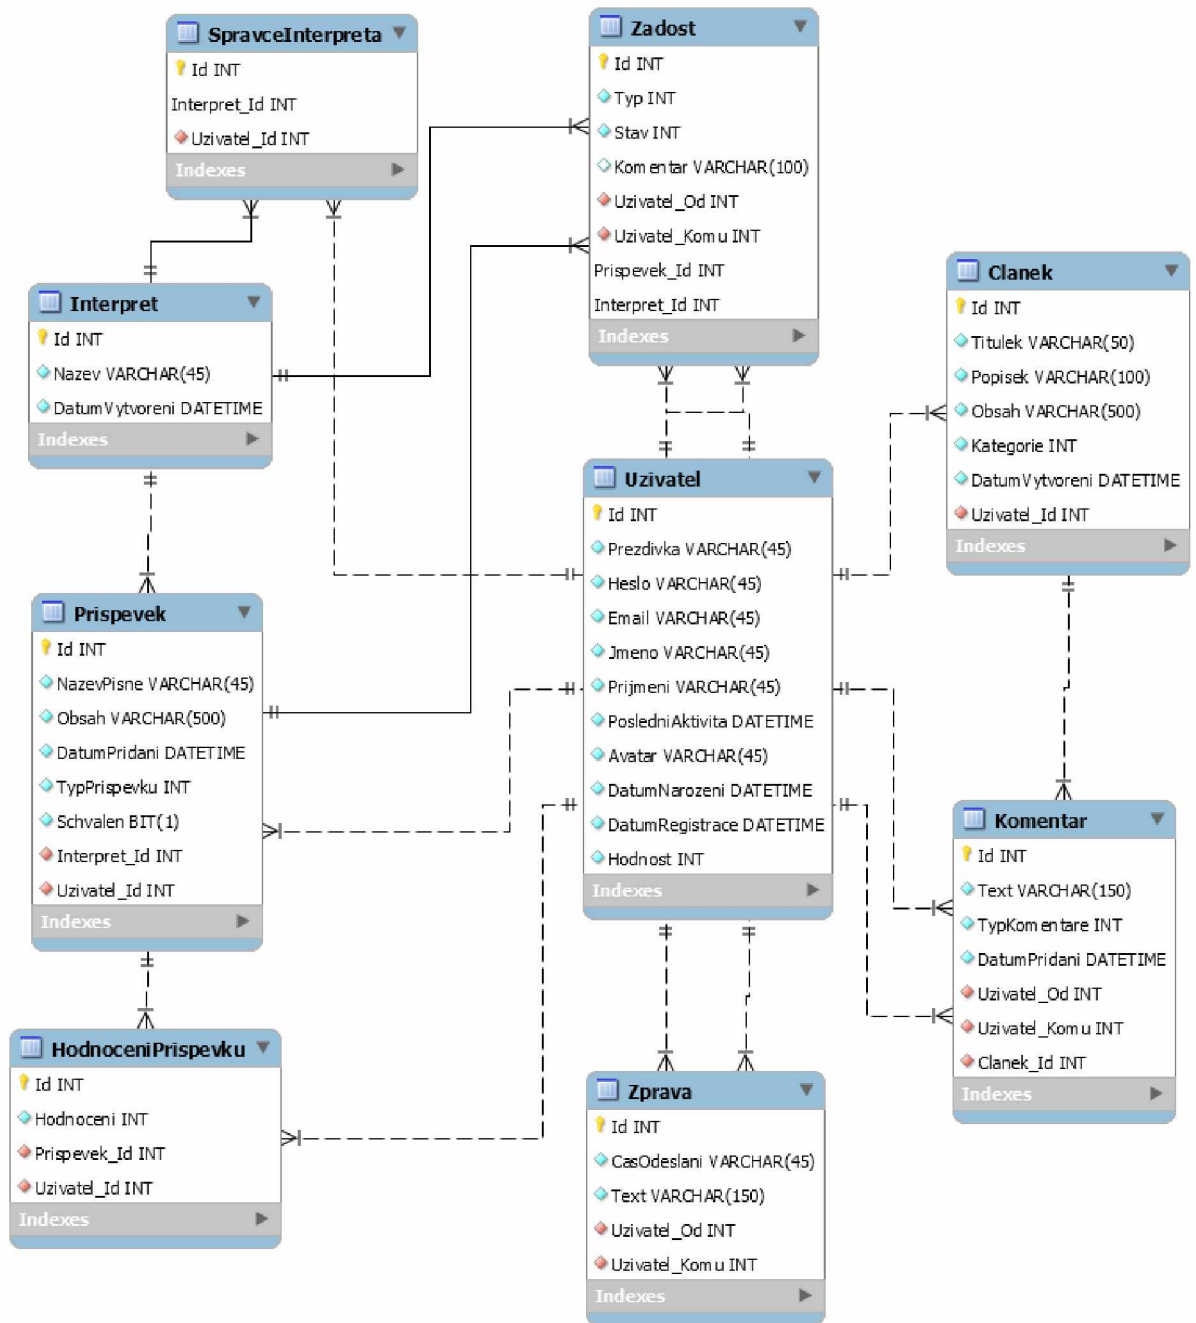 SpravceInterpreta
Id INT
Interpret_Id INT
Uzivatel_Id INT
Indexes
Zadost
Id INT
Typ INT
Stav INT
Komentar VARCHAR(100)
Uzivatel_Od INT
Uzivatel_Komu INT
Prispevek_Id INT
Interpret_Id INT
Indexes
Interpret
Id INT
Nazev VARCHAR(45)
DatumVytvoreni DATETIME
Indexes
Clanek
Id INT
Titulek VARCHAR(50)
Popisek VARCHAR(100)
Obsah VARCHAR(500)
Kategorie INT
DatumVytvoreni DATETIME
Uzivatel_Id INT
Indexes
Uzivatel
Id INT
Prezdivka VARCHAR(45)
Heslo VARCHAR(45)
Email VARCHAR(45)
Jmeno VARCHAR(45)
Prijmeni VARCHAR(45)
PosledniAktivita DATETIME
Avatar VARCHAR(45)
DatumNarozeni DATETIME
DatumRegistrace DATETIME
Hodnost INT
Indexes
Prispevek
Id INT
NazevPisne VARCHAR(45)
Obsah VARCHAR(500)
DatumPridani DATETIME
TypPrispevku INT
Schvalen BIT(1)
Interpret_Id INT
Uzivatel_Id INT
Indexes
Komentar
Id INT
Text VARCHAR(150)
TypKomentare INT
DatumPridani DATETIME
Uzivatel_Od INT
Uzivatel_Komu INT
Clanek_Id INT
Indexes
HodnoceniPrispevku
Id INT
Hodnoceni INT
Prispevek_Id INT
Uzivatel_Id INT
Indexes
Zprava
Id INT
CasOdeslani VARCHAR(45)
Text VARCHAR(150)
Uzivatel_Od INT
Uzivatel_Komu INT
Indexes